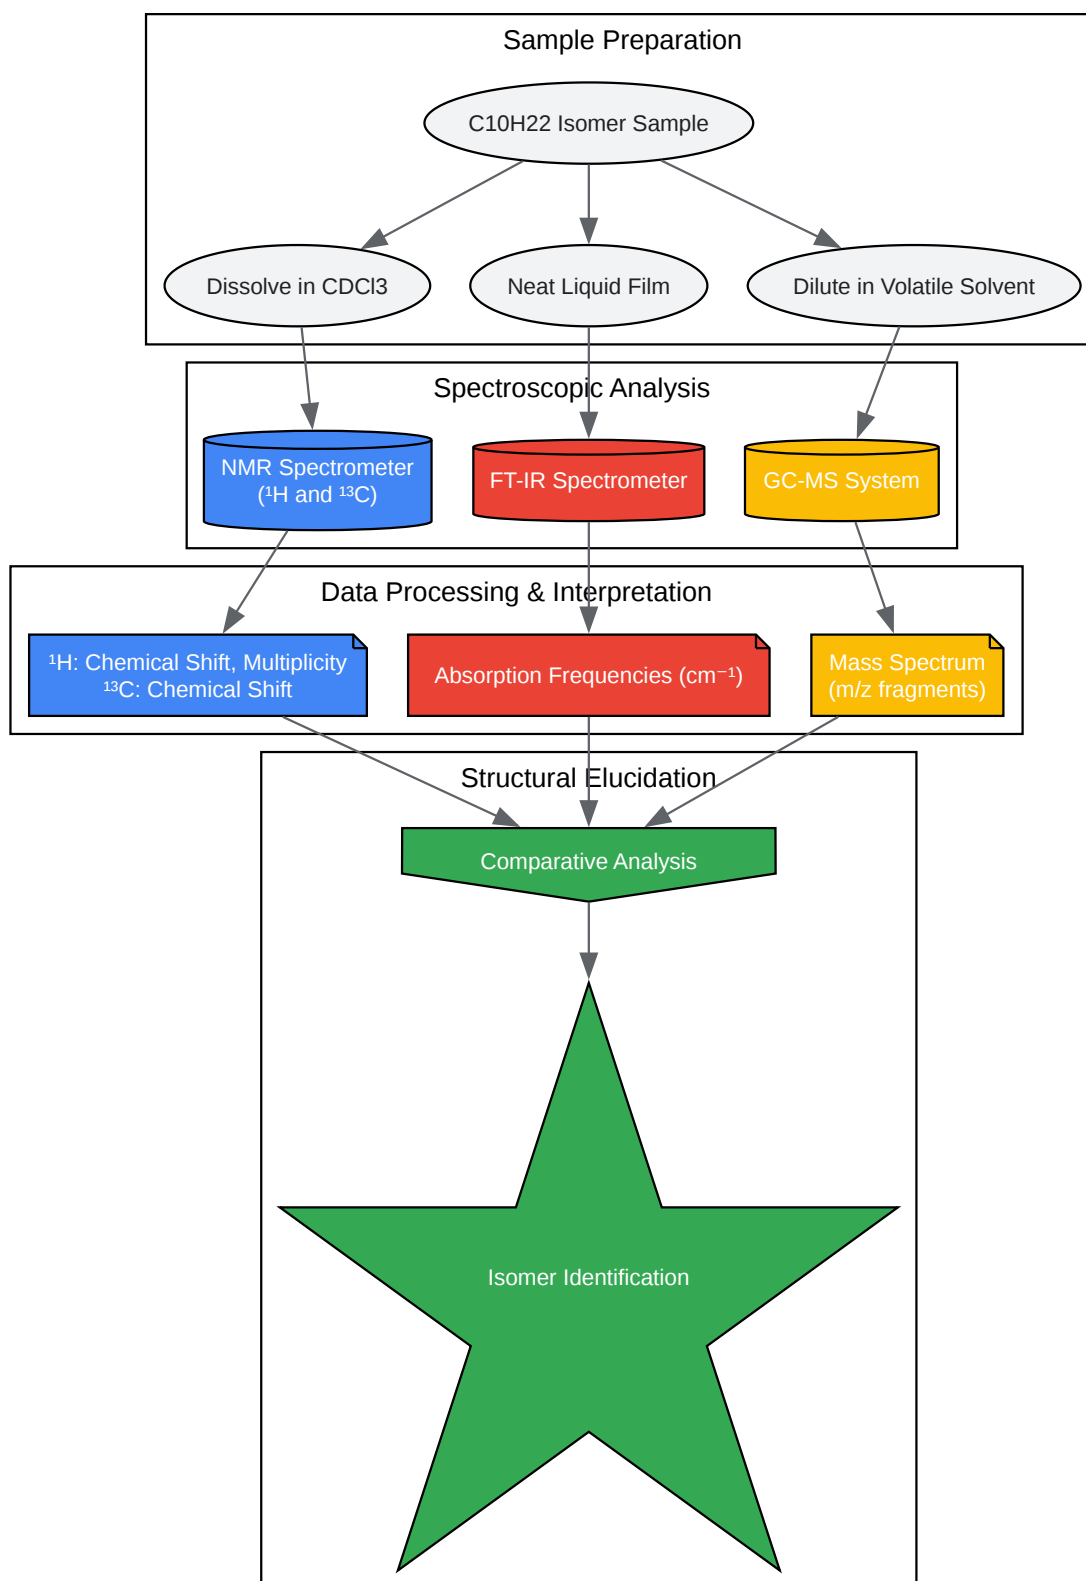 Sample Preparation
C10H22 Isomer Sample
Dissolve in CDCl3
Neat Liquid Film
Dilute in Volatile Solvent
Spectroscopic Analysis
NMR Spectrometer
(¹H and ¹³C)
FT-IR Spectrometer
GC-MS System
Data Processing & Interpretation
¹H: Chemical Shift, Multiplicity
¹³C: Chemical Shift
Absorption Frequencies (cm⁻¹)
Mass Spectrum
(m/z fragments)
Structural Elucidation
Comparative Analysis
Isomer Identification